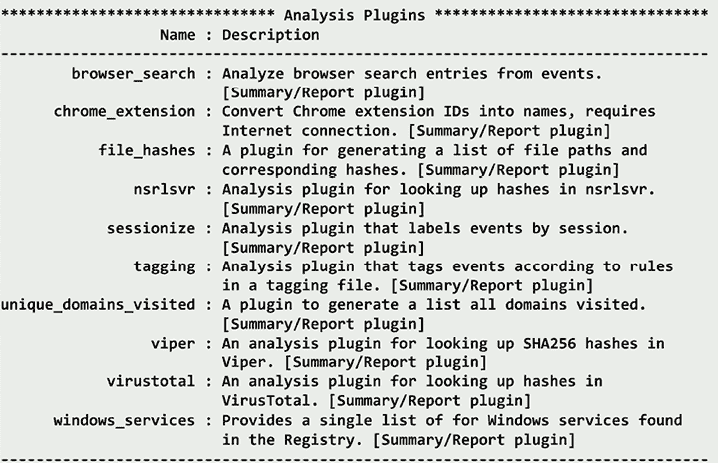 ******************************* Analysis Plugins *******************************
Name : Description
--------------------------------------------------------------------------------
browser_search : Analyze browser search entries from events.
[Summary/Report plugin]
chrome_extension : Convert Chrome extension IDs into names, requires
Internet connection. [Summary/Report plugin]
file_hashes : A plugin for generating a list of file paths and
corresponding hashes. [Summary/Report plugin]
nsrlsvr : Analysis plugin for looking up hashes in nsrlsvr.
[Summary/Report plugin]
sessionize : Analysis plugin that labels events by session.
[Summary/Report plugin]
tagging : Analysis plugin that tags events according to rules
in a tagging file. [Summary/Report plugin]
unique_domains_visited : A plugin to generate a list all domains visited.
[Summary/Report plugin]
viper : An analysis plugin for looking up SHA256 hashes in
Viper. [Summary/Report plugin]
virustotal : An analysis plugin for looking up hashes in
VirusTotal. [Summary/Report plugin]
windows_services : Provides a single list of for Windows services found
in the Registry. [Summary/Report plugin]
--------------------------------------------------------------------------------